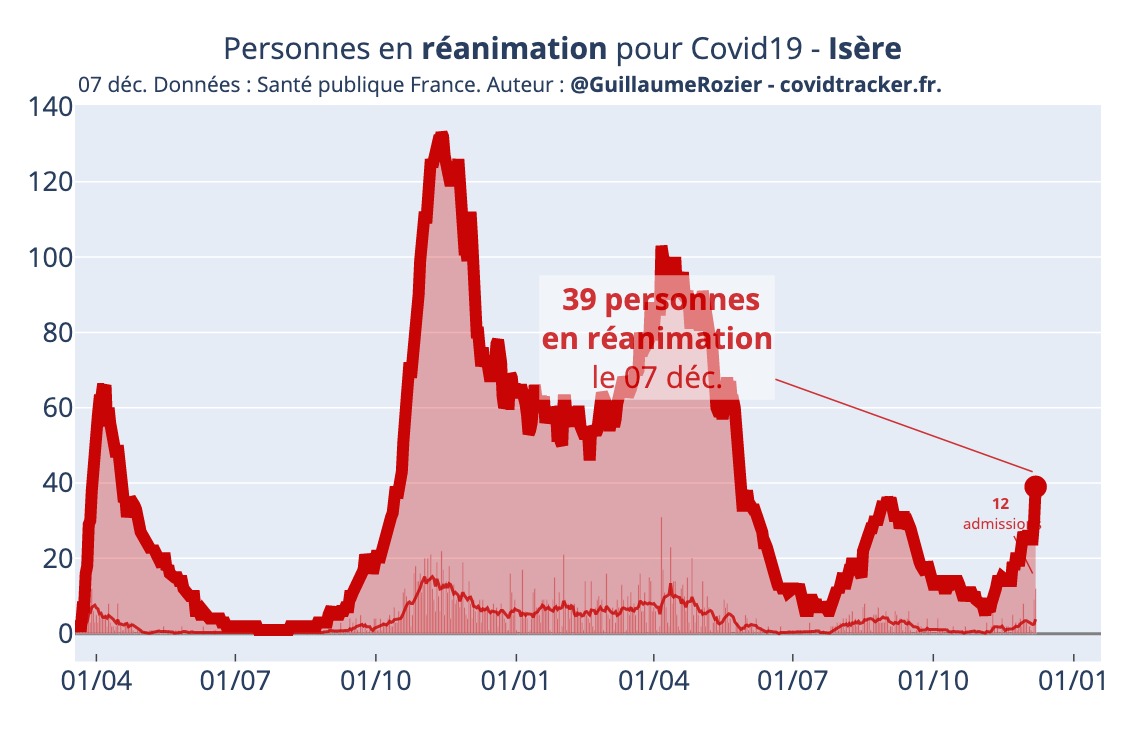 Personnes en réanimation pour Covid19 - Isère
07 déc. Données : Santé publique France. Auteur : @GuillaumeRozier - covidtracker.fr.
140
120
100
80
60
40
20
0
39 personnes
en réanimation
le 07 déc.
12
admissions
01/04
01/07
01/10
01/01
01/04
01/07
01/10
01/01